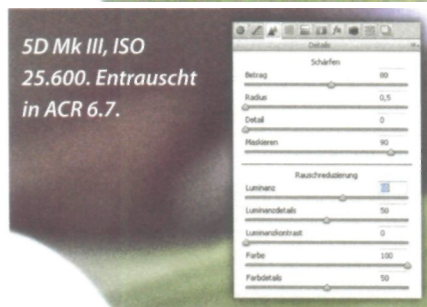 5D Mk III, ISO
25.600. Entrauscht
in ACR 6.7.
Details
Schärfen
Betrag 80
Radius 0,5
Detail 0
Maskieren 90
Rauschreduzierung
Luminanz
Luminanzdetails 50
Luminanzkontrast 0
Farbe 100
Farbdetails 50